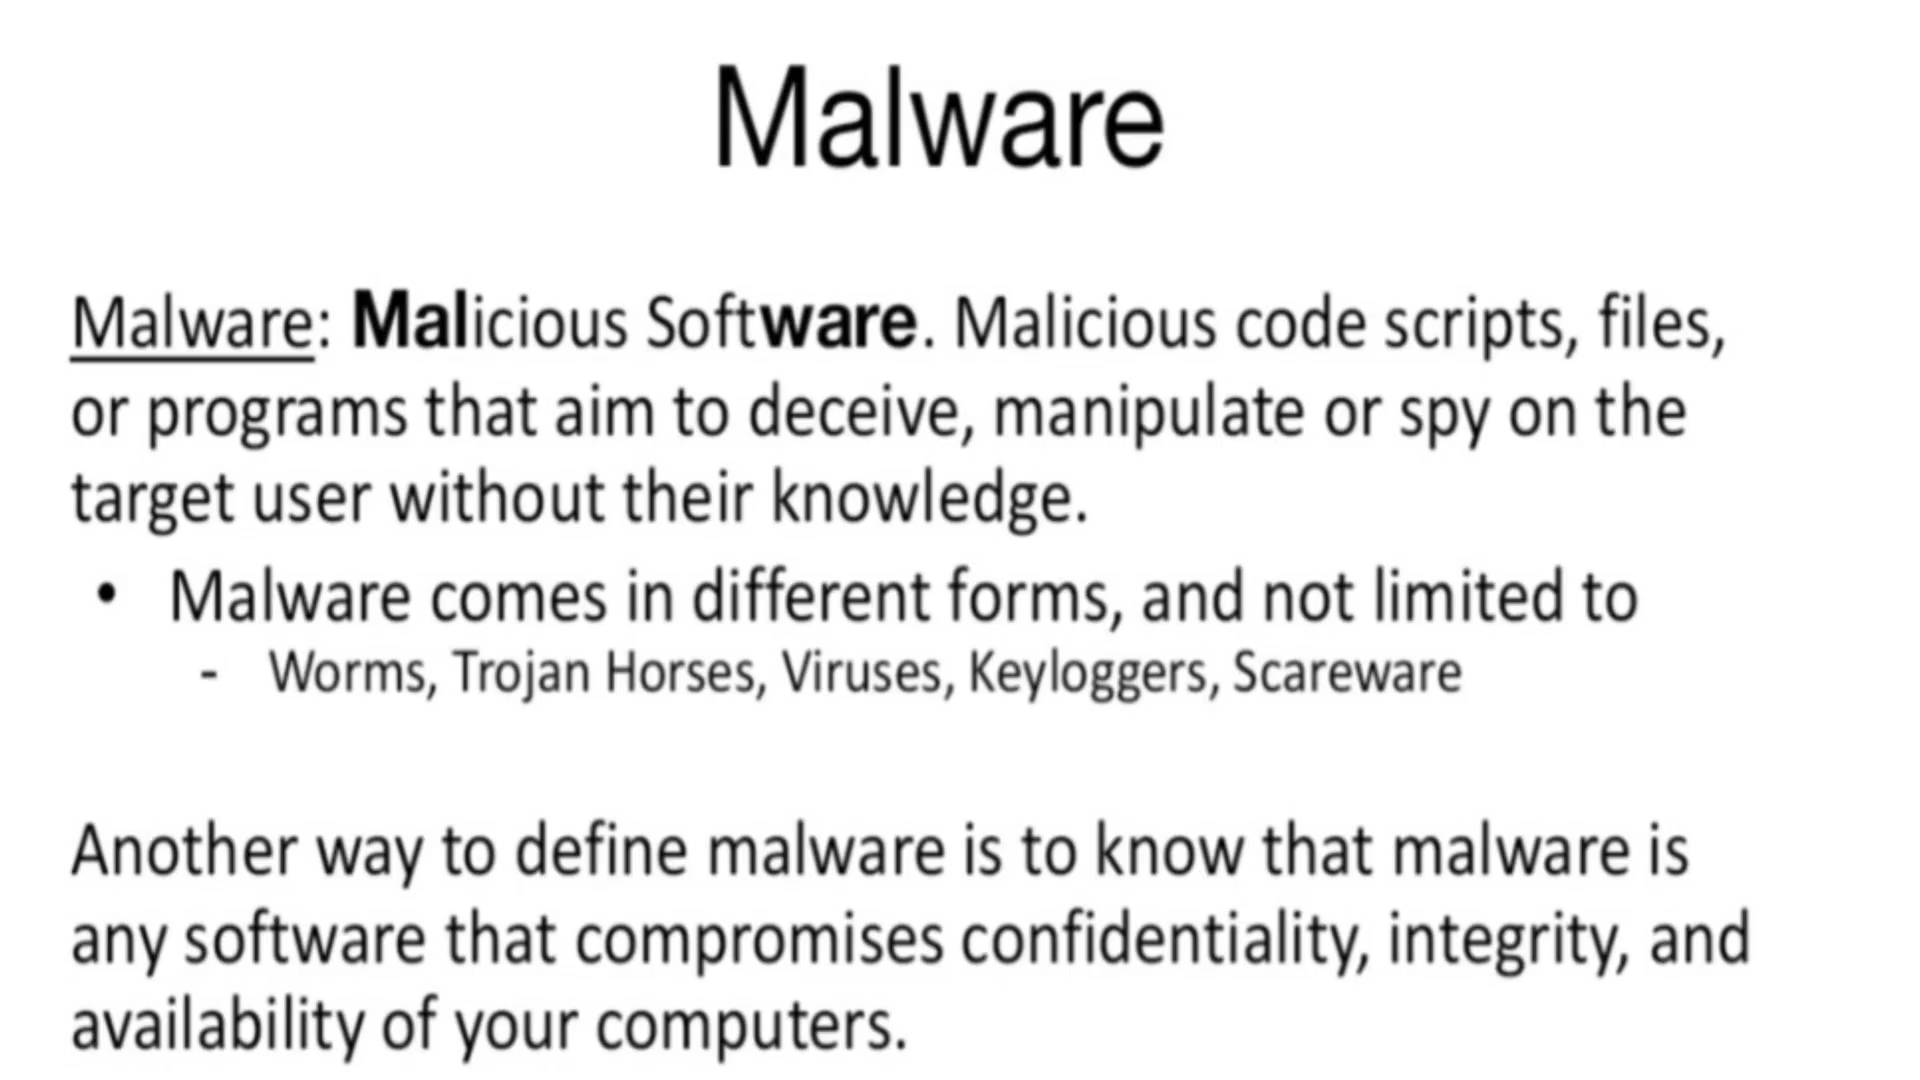 Malware
Malware: Malicious Software. Malicious code scripts, files,
or programs that aim to deceive, manipulate or spy on the
target user without their knowledge.
• Malware comes in different forms, and not limited to
- Worms, Trojan Horses, Viruses, Keyloggers, Scareware
Another way to define malware is to know that malware is
any software that compromises confidentiality, integrity, and
availability of your computers.